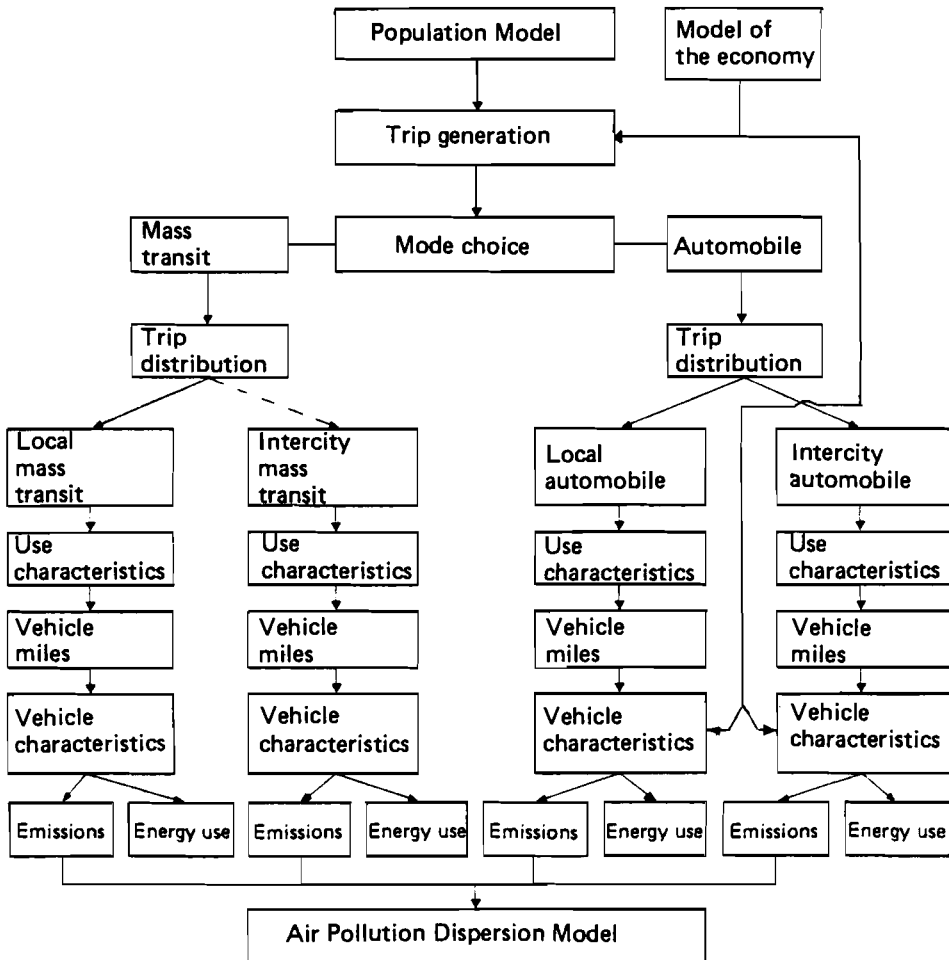 Population Model
Model of
the economy
Trip generation
Mass
transit
Mode choice
Automobile
Trip
distribution
Trip
distribution
Local
mass
transit
Intercity
mass
transit
Local
automobile
Intercity
automobile
Use
characteristics
Use
characteristics
Use
characteristics
Use
characteristics
Vehicle
miles
Vehicle
miles
Vehicle
miles
Vehicle
miles
Vehicle
characteristics
Vehicle
characteristics
Vehicle
characteristics
Vehicle
characteristics
Emissions
Energy use
Emissions
Energy use
Emissions
Energy use
Emissions
Energy use
Air Pollution Dispersion Model